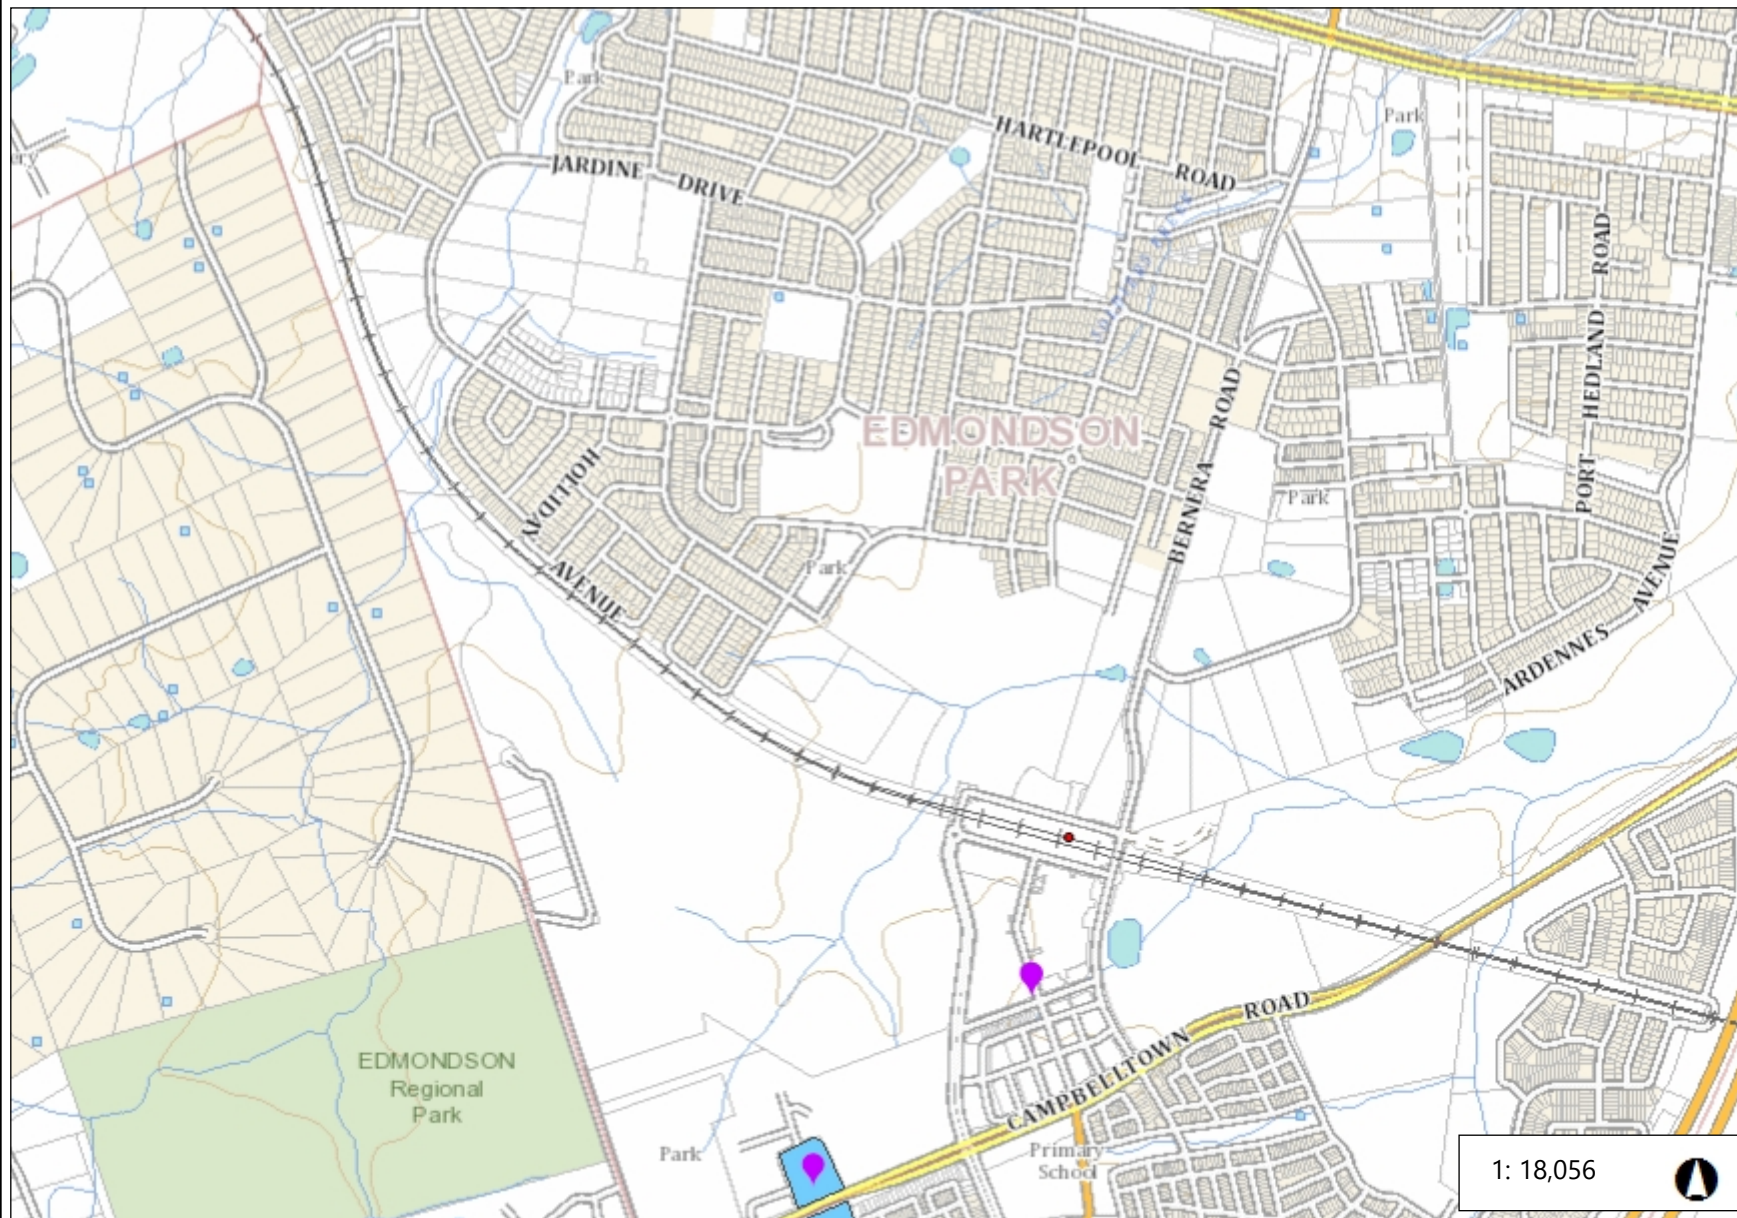 Park
Park
HARTLEPOOL ROAD
JARDINE DRIVE
PORT HEDLAND ROAD
EDMONDSON
PARK
BERNERA ROAD
HOLLIDAY AVENUE
Park
Park
ARDENNES AVENUE
CAMPBELLTOWN ROAD
EDMONDSON
Regional
Park
Park
Primary
School
1: 18,056